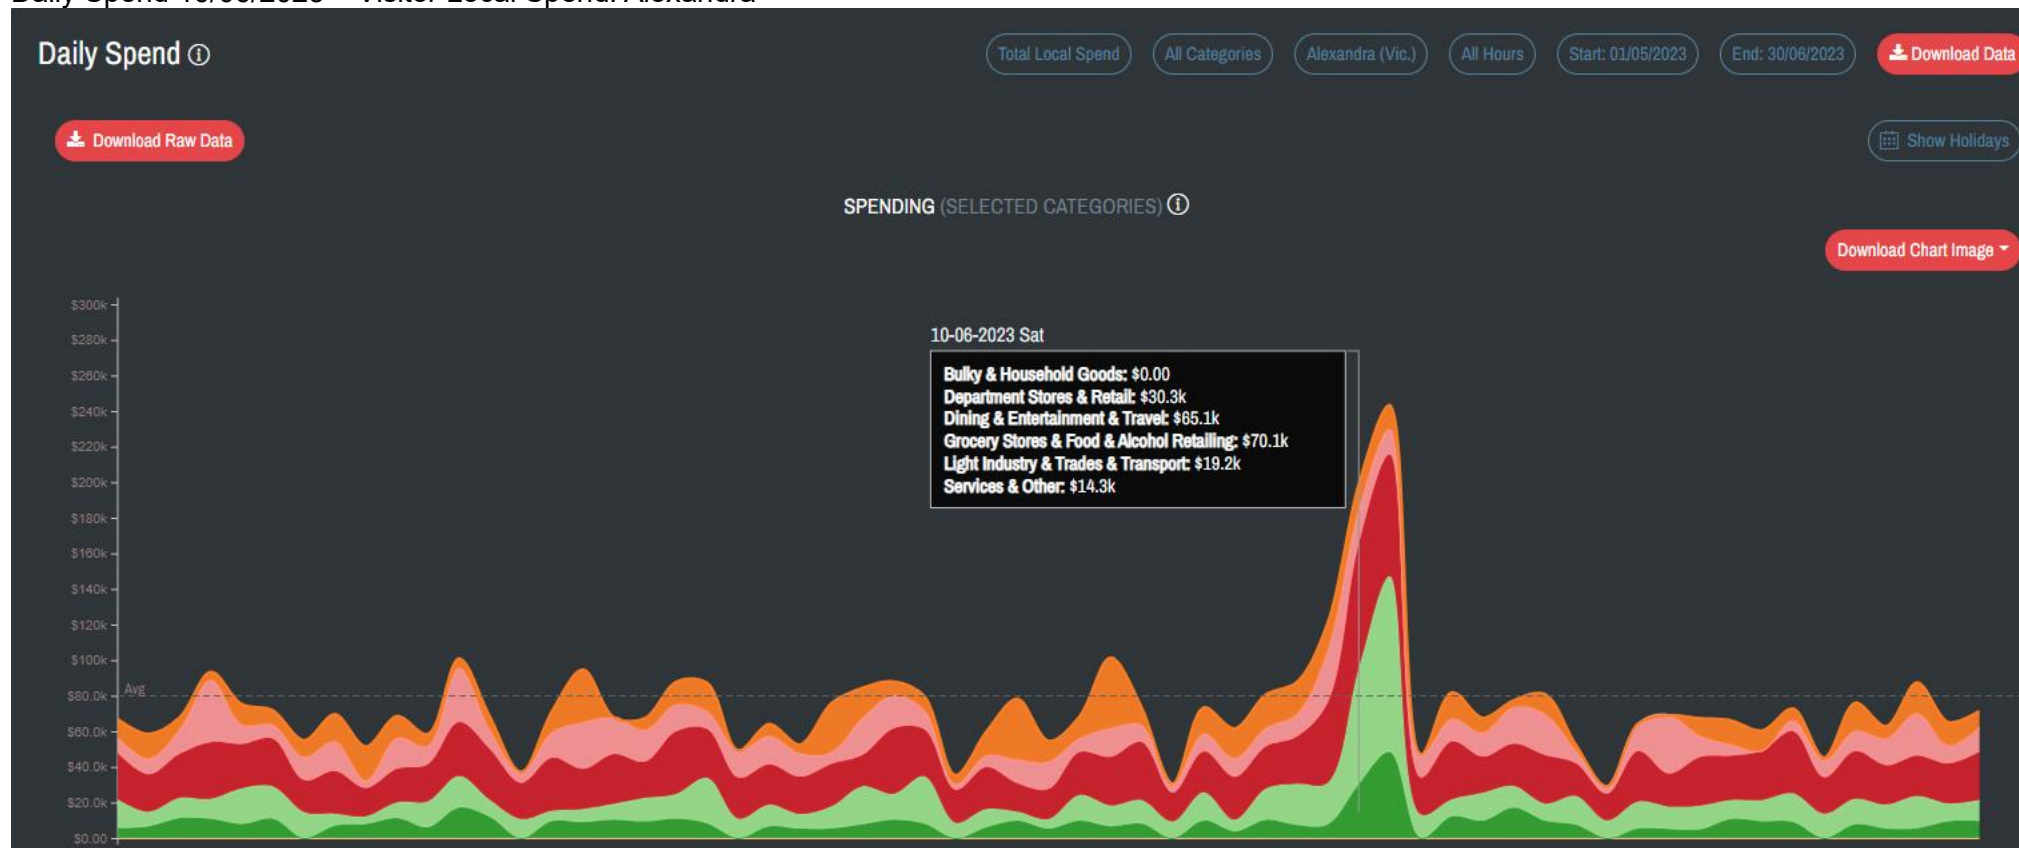 Daily Spend ⓘ
Total Local Spend All Categories Alexandra (Vic.) All Hours Start: 01/05/2023 End: 30/06/2023 Download Data
Download Raw Data
Show Holidays
SPENDING (SELECTED CATEGORIES) ⓘ
Download Chart Image
$300k
$280k
$260k
$240k
$220k
$200k
$180k
$160k
$140k
$120k
$100k
$80.0k
$60.0k
$40.0k
$20.0k
$0.00
Avg
10-06-2023 Sat
Bulky & Household Goods: $0.00
Department Stores & Retail: $30.3k
Dining & Entertainment & Travel: $65.1k
Grocery Stores & Food & Alcohol Retailing: $70.1k
Light Industry & Trades & Transport: $19.2k
Services & Other: $14.3k